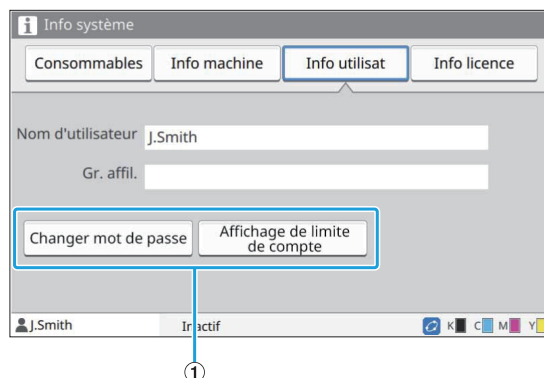 i Info système
Consommables Info machine Info utilisat Info licence
Nom d'utilisateur J.Smith
Gr. affil.
Changer mot de passe Affichage de limite
de compte
J.Smith Inactif K C M Y
①